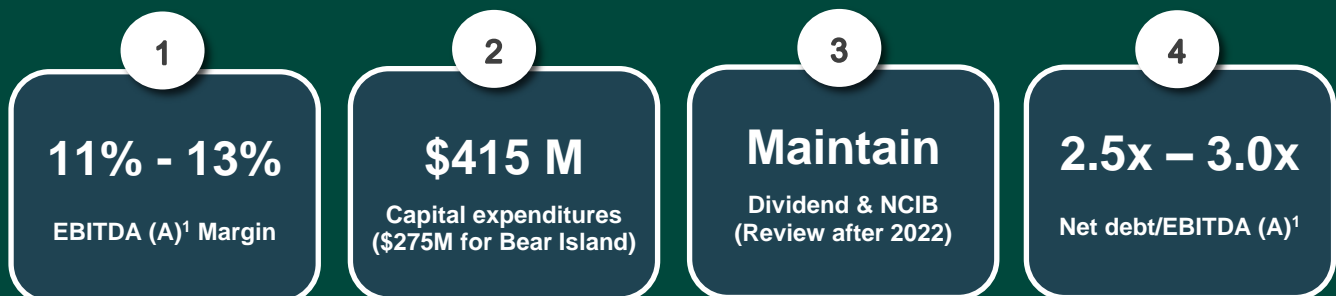 1
11% - 13%
EBITDA (A)¹ Margin
2
$415 M
Capital expenditures
($275M for Bear Island)
3
Maintain
Dividend & NCIB
(Review after 2022)
4
2.5x – 3.0x
Net debt/EBITDA (A)¹